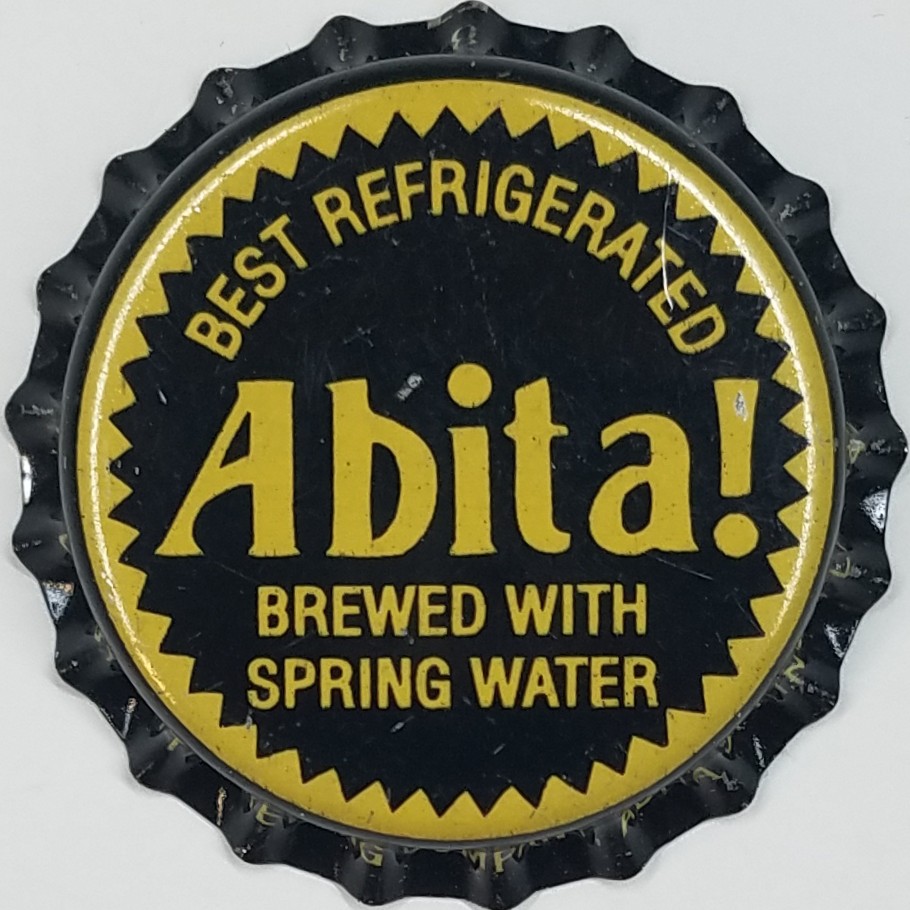 BEST REFRIGERATED
Abita!
BREWED WITH
SPRING WATER